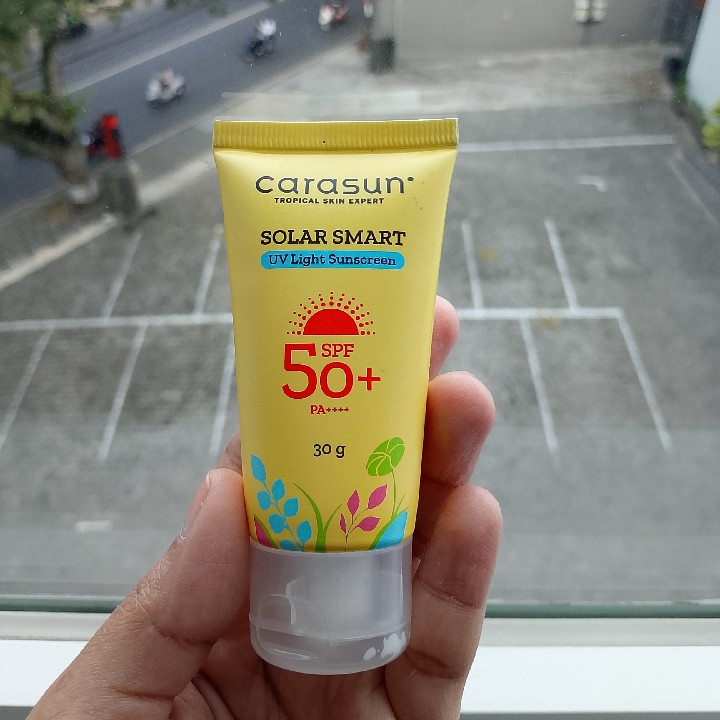 carasun
TROPICAL SKIN EXPERT
SOLAR SMART
UV Light Sunscreen
SPF
50+
PA++++
30 g